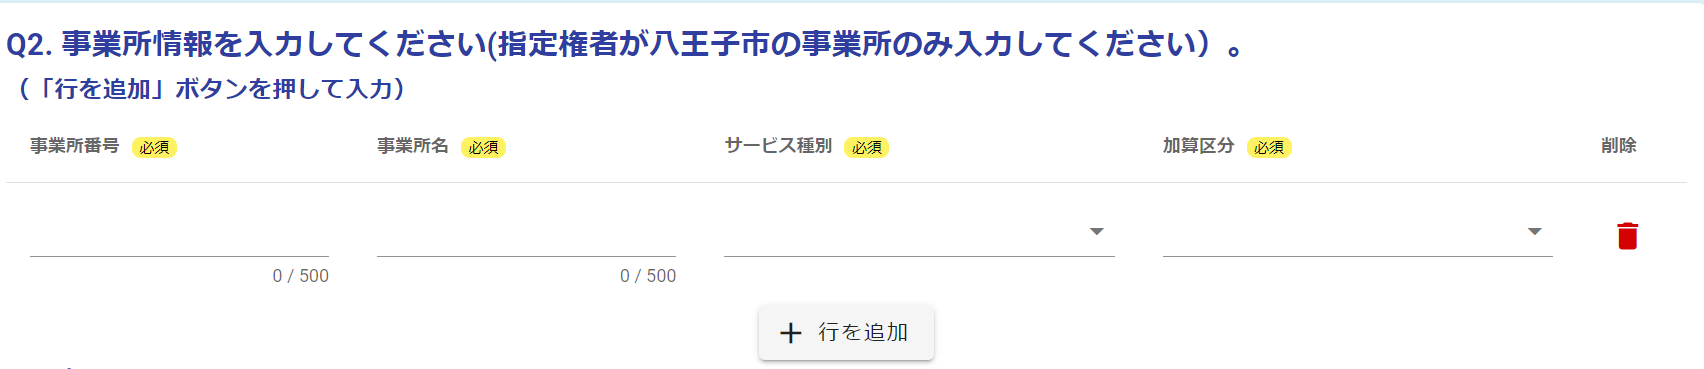 Q2. 事業所情報を入力してください(指定権者が八王子市の事業所のみ入力してください）。
（「行を追加」ボタンを押して入力）
事業所番号 必須 事業所名 必須 サービス種別 必須 加算区分 必須 削除
0 / 500 0 / 500
＋ 行を追加